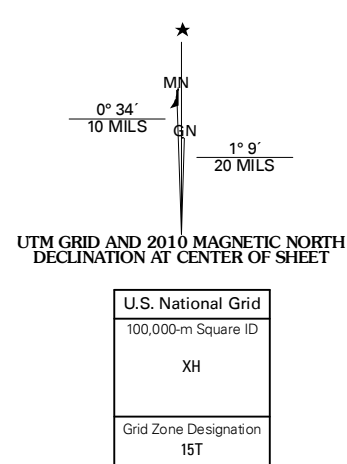 MN
0° 34´
10 MILS
GN
1° 9´
20 MILS
UTM GRID AND 2010 MAGNETIC NORTH
DECLINATION AT CENTER OF SHEET
U.S. National Grid
100,000-m Square ID
XH
Grid Zone Designation
15T